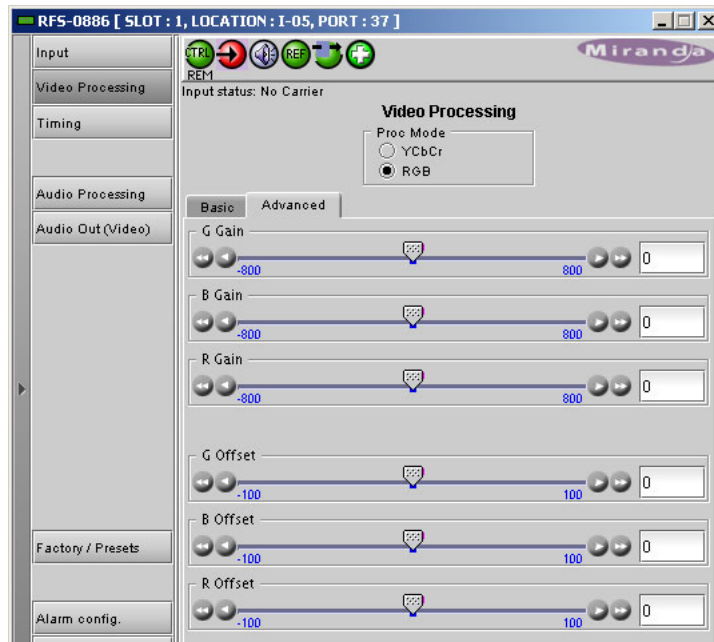 RFS-0886 [ SLOT : 1, LOCATION : I-05, PORT : 37 ]
Input
Video Processing
Timing
Audio Processing
Audio Out (Video)
Factory / Presets
Alarm config.
CTRL
REF
REM
Miranda
Input status: No Carrier
Video Processing
Proc Mode
YCbCr
RGB
Basic
Advanced
G Gain
-800
800
0
B Gain
-800
800
0
R Gain
-800
800
0
G Offset
-100
100
0
B Offset
-100
100
0
R Offset
-100
100
0